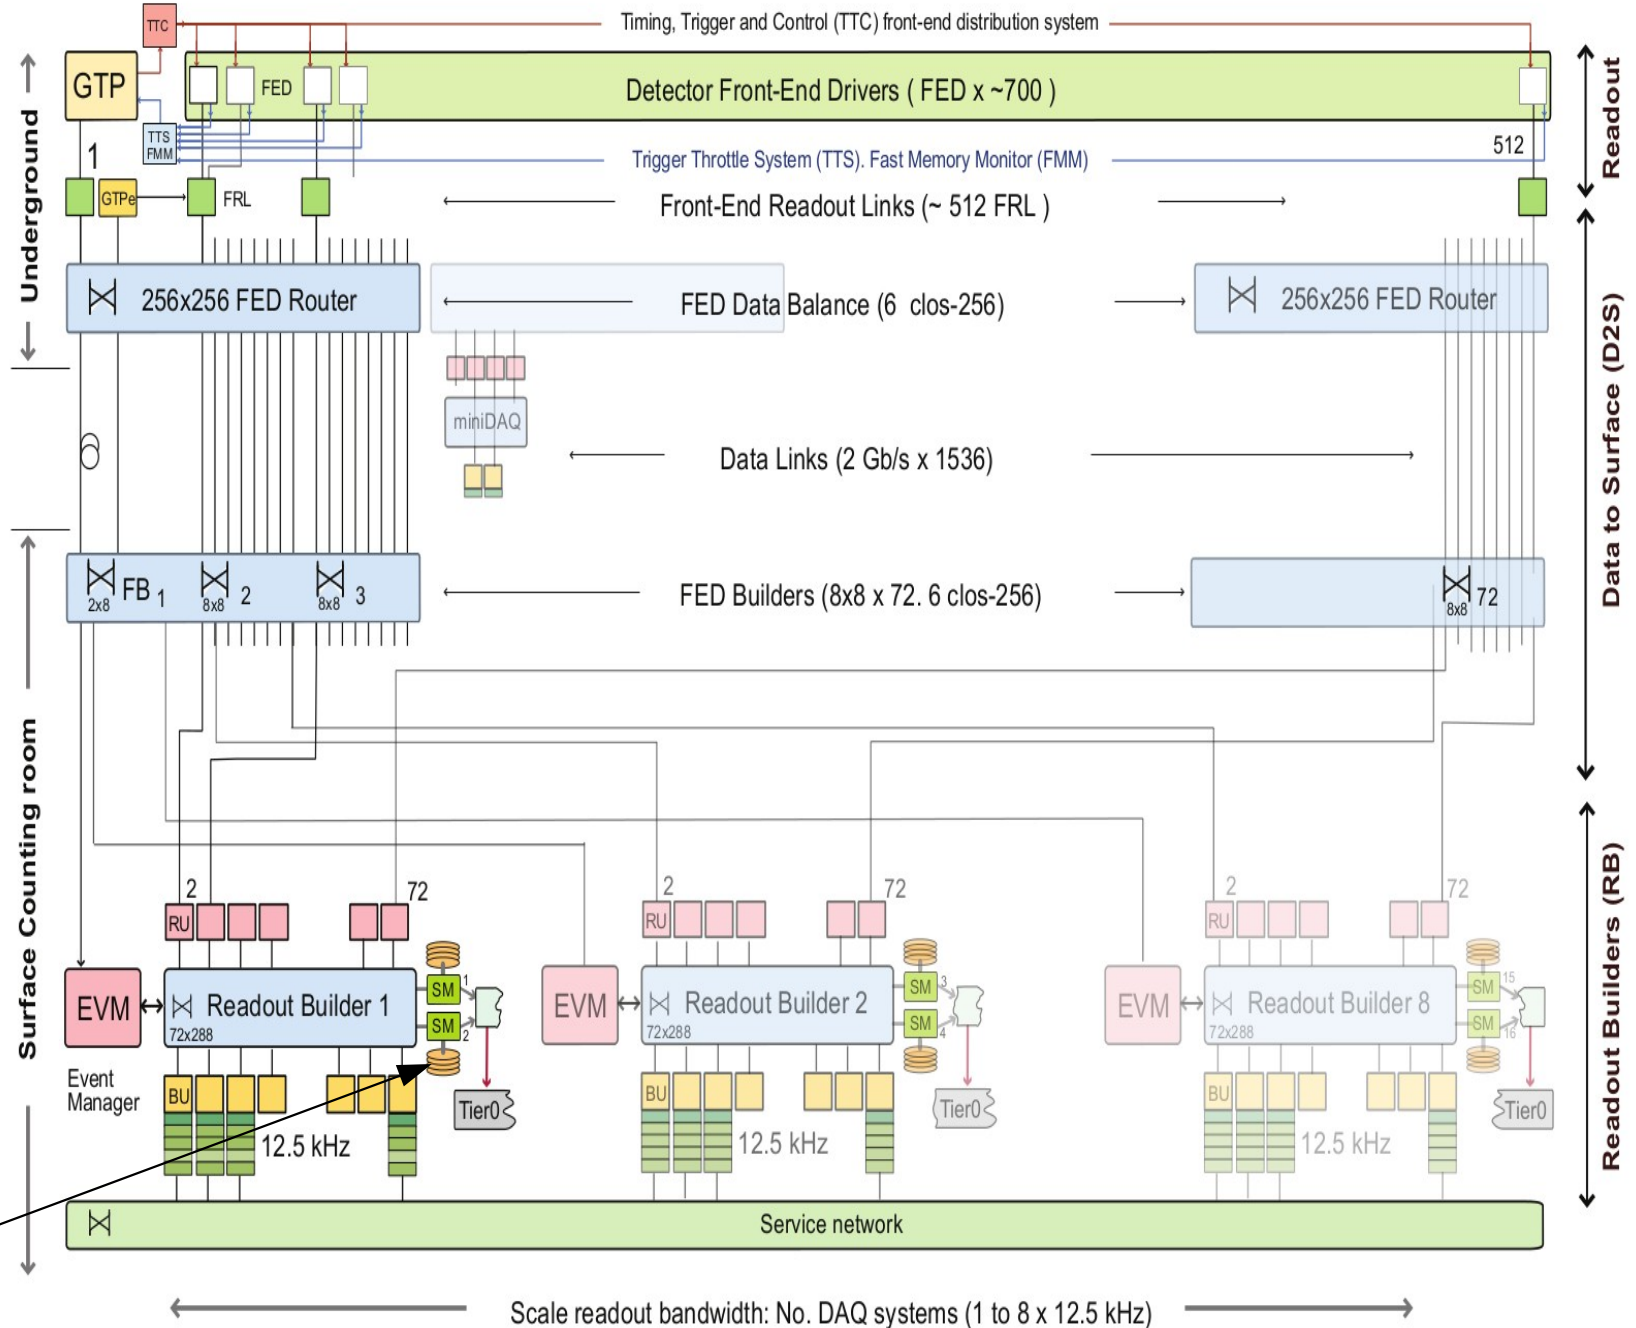 TTC
Timing, Trigger and Control (TTC) front-end distribution system
GTP
FED
Detector Front-End Drivers ( FED x ~700 )
TTS
FMM
Trigger Throttle System (TTS). Fast Memory Monitor (FMM)
512
1
GTPe
FRL
Front-End Readout Links (~ 512 FRL )
256x256 FED Router
FED Data Balance (6 clos-256)
256x256 FED Router
miniDAQ
Data Links (2 Gb/s x 1536)
FB 1
2x8
8x8
2
8x8
3
FED Builders (8x8 x 72. 6 clos-256)
8x8
72
2
72
2
72
2
72
RU
RU
RU
EVM
Readout Builder 1
72x288
SM
1
SM
2
EVM
Readout Builder 2
72x288
SM
3
SM
4
EVM
Readout Builder 8
72x288
SM
15
SM
16
Event
Manager
BU
12.5 kHz
Tier0
BU
12.5 kHz
Tier0
BU
12.5 kHz
Tier0
Service network
Scale readout bandwidth: No. DAQ systems (1 to 8 x 12.5 kHz)
Underground
Surface Counting room
Readout
Data to Surface (D2S)
Readout Builders (RB)